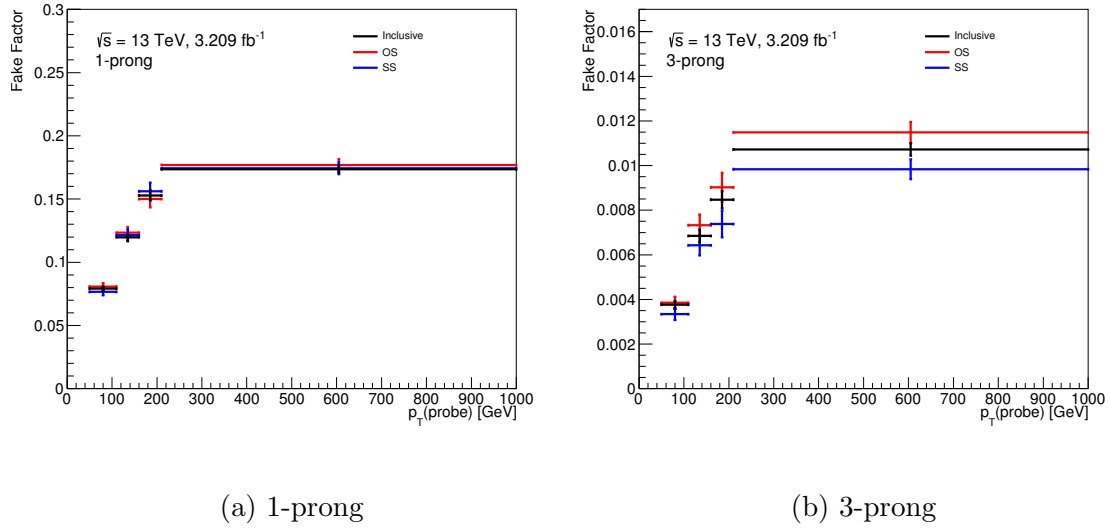 Fake Factor
0.3
0.25
0.2
0.15
0.1
0.05
0
√s = 13 TeV, 3.209 fb⁻¹
1-prong
Inclusive
OS
SS
0 100 200 300 400 500 600 700 800 900 1000
p_T(probe) [GeV]
(a) 1-prong
Fake Factor
0.016
0.014
0.012
0.01
0.008
0.006
0.004
0.002
0
√s = 13 TeV, 3.209 fb⁻¹
3-prong
Inclusive
OS
SS
0 100 200 300 400 500 600 700 800 900 1000
p_T(probe) [GeV]
(b) 3-prong